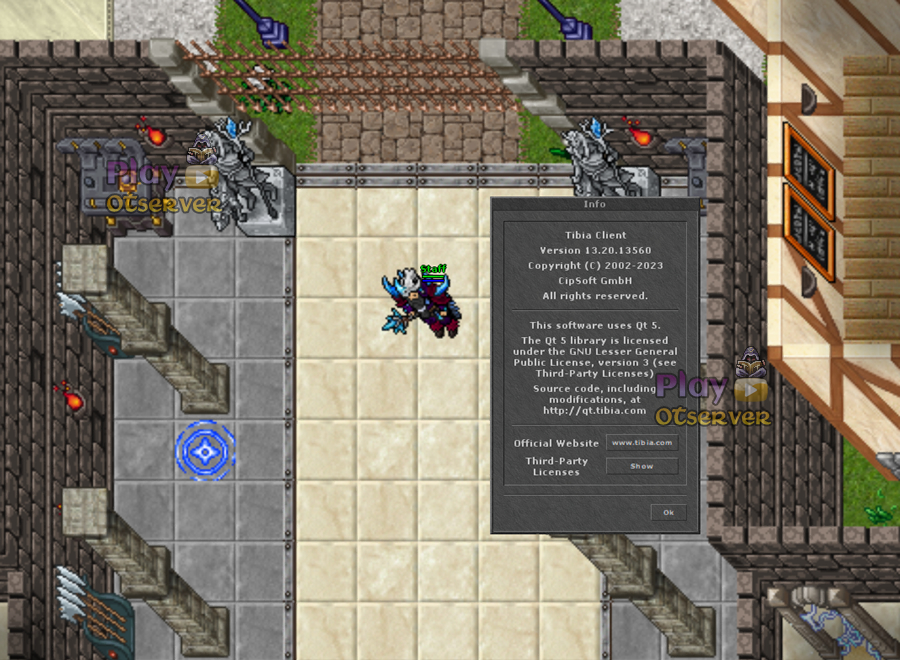 Play
Otserver
Staff
Info
Tibia Client
Version 13.20.13560
Copyright (C) 2002-2023
CipSoft GmbH
All rights reserved.
This software uses Qt 5.
The Qt 5 library is licensed
under the GNU Lesser General
Public License, version 3 (see
Third-Party Licenses)
Source code, including
modifications, at
http://qt.tibia.com
Play
Otserver
Official Website
www.tibia.com
Third-Party
Licenses
Show
Ok